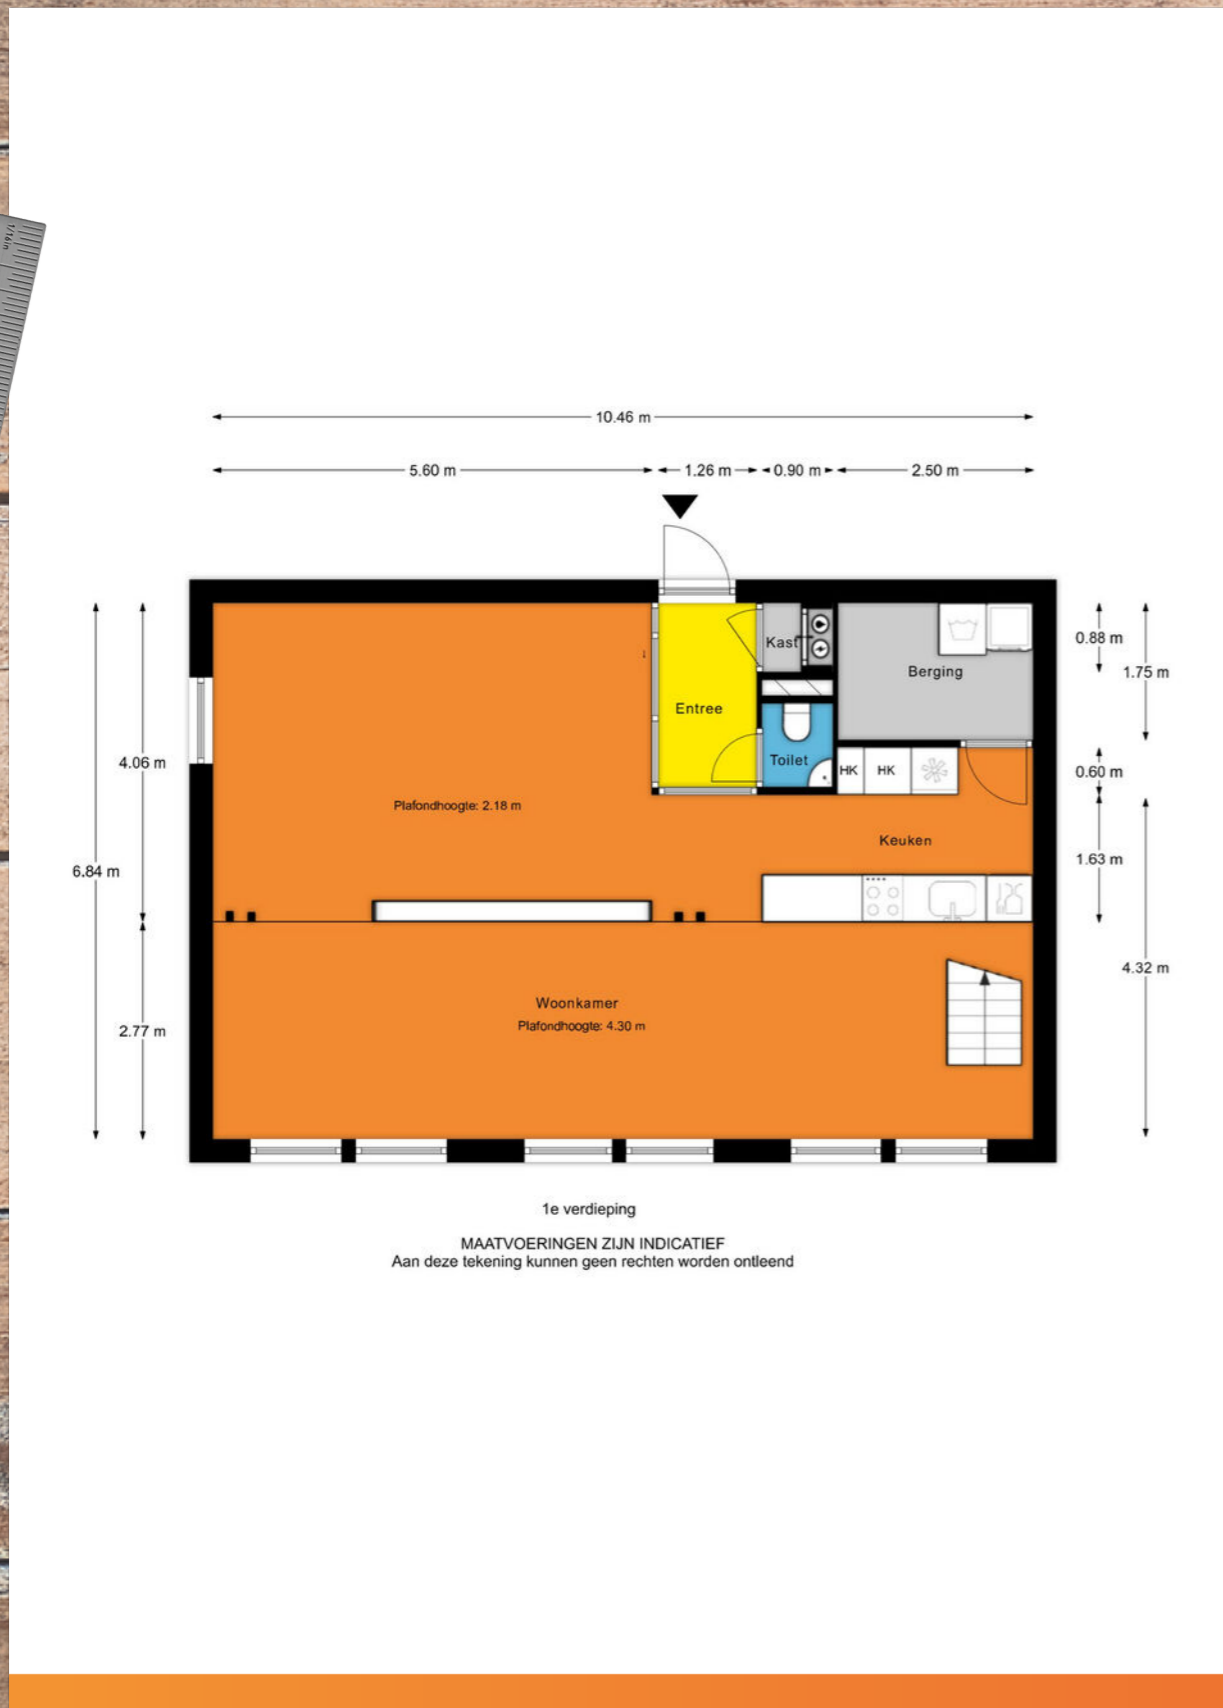 1/16in
10.46 m
5.60 m
1.26 m
0.90 m
2.50 m
Kast
0.88 m
Berging
1.75 m
Entree
4.06 m
Toilet
HK
HK
0.60 m
Plafondhoogte: 2.18 m
Keuken
1.63 m
6.84 m
4.32 m
Woonkamer
Plafondhoogte: 4.30 m
2.77 m
1e verdieping
MAATVOERINGEN ZIJN INDICATIEF
Aan deze tekening kunnen geen rechten worden ontleend